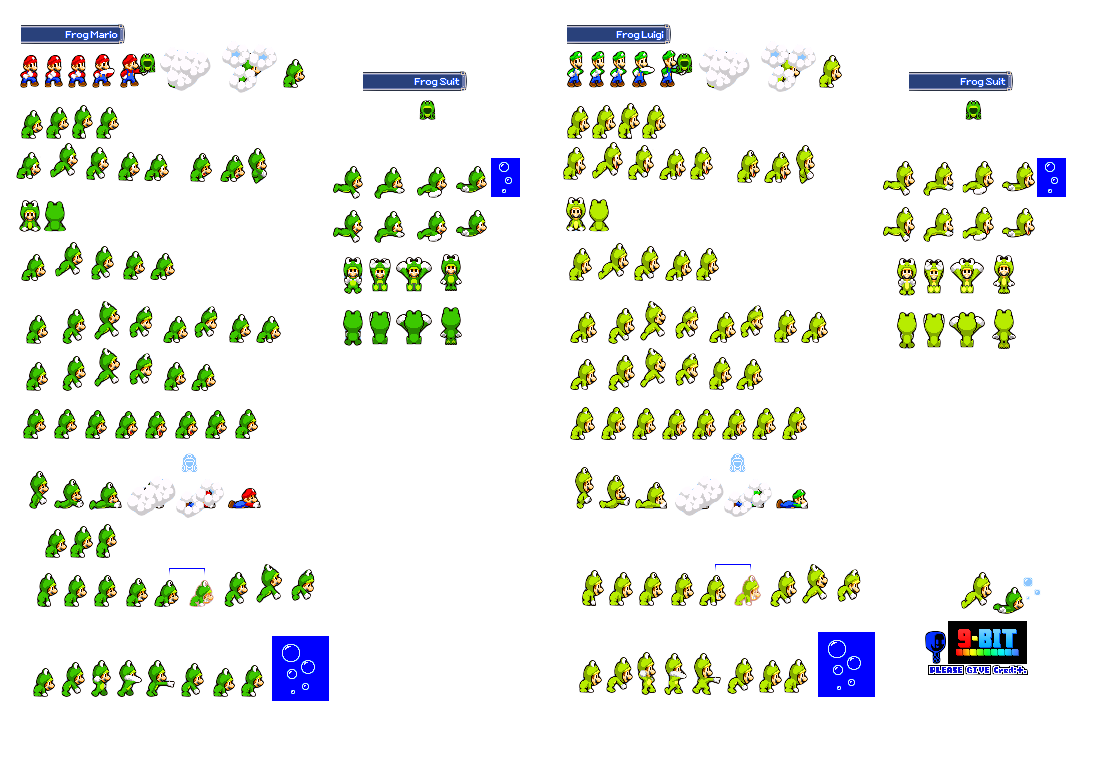 Frog Mario
Frog Luigi
Frog Suit
Frog Suit
9-BIT
PLEASE GIVE Credit.